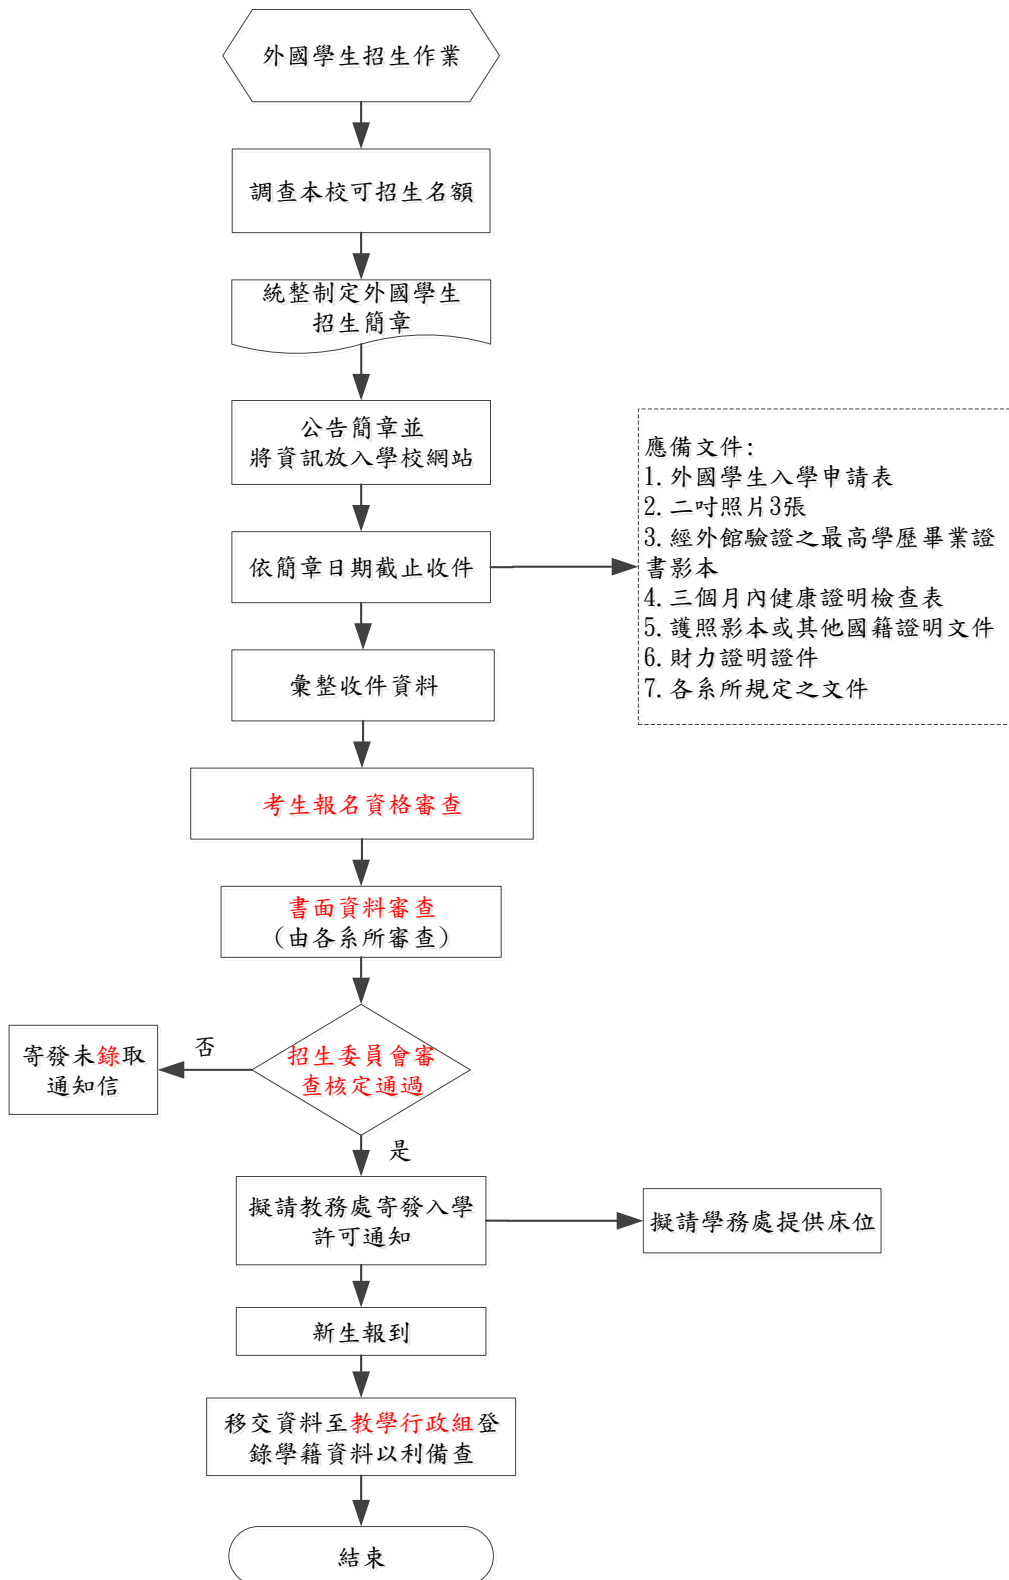 外國學生招生作業
調查本校可招生名額
統整制定外國學生
招生簡章
公告簡章並
將資訊放入學校網站
依簡章日期截止收件
應備文件:
1. 外國學生入學申請表
2. 二吋照片3張
3. 經外館驗證之最高學歷畢業證
書影本
4. 三個月內健康證明檢查表
5. 護照影本或其他國籍證明文件
6. 財力證明證件
7. 各系所規定之文件
彙整收件資料
考生報名資格審查
書面資料審查
（由各系所審查）
招生委員會審
查核定通過
否
寄發未錄取
通知信
是
擬請教務處寄發入學
許可通知
擬請學務處提供床位
新生報到
移交資料至教學行政組登
錄學籍資料以利備查
結束